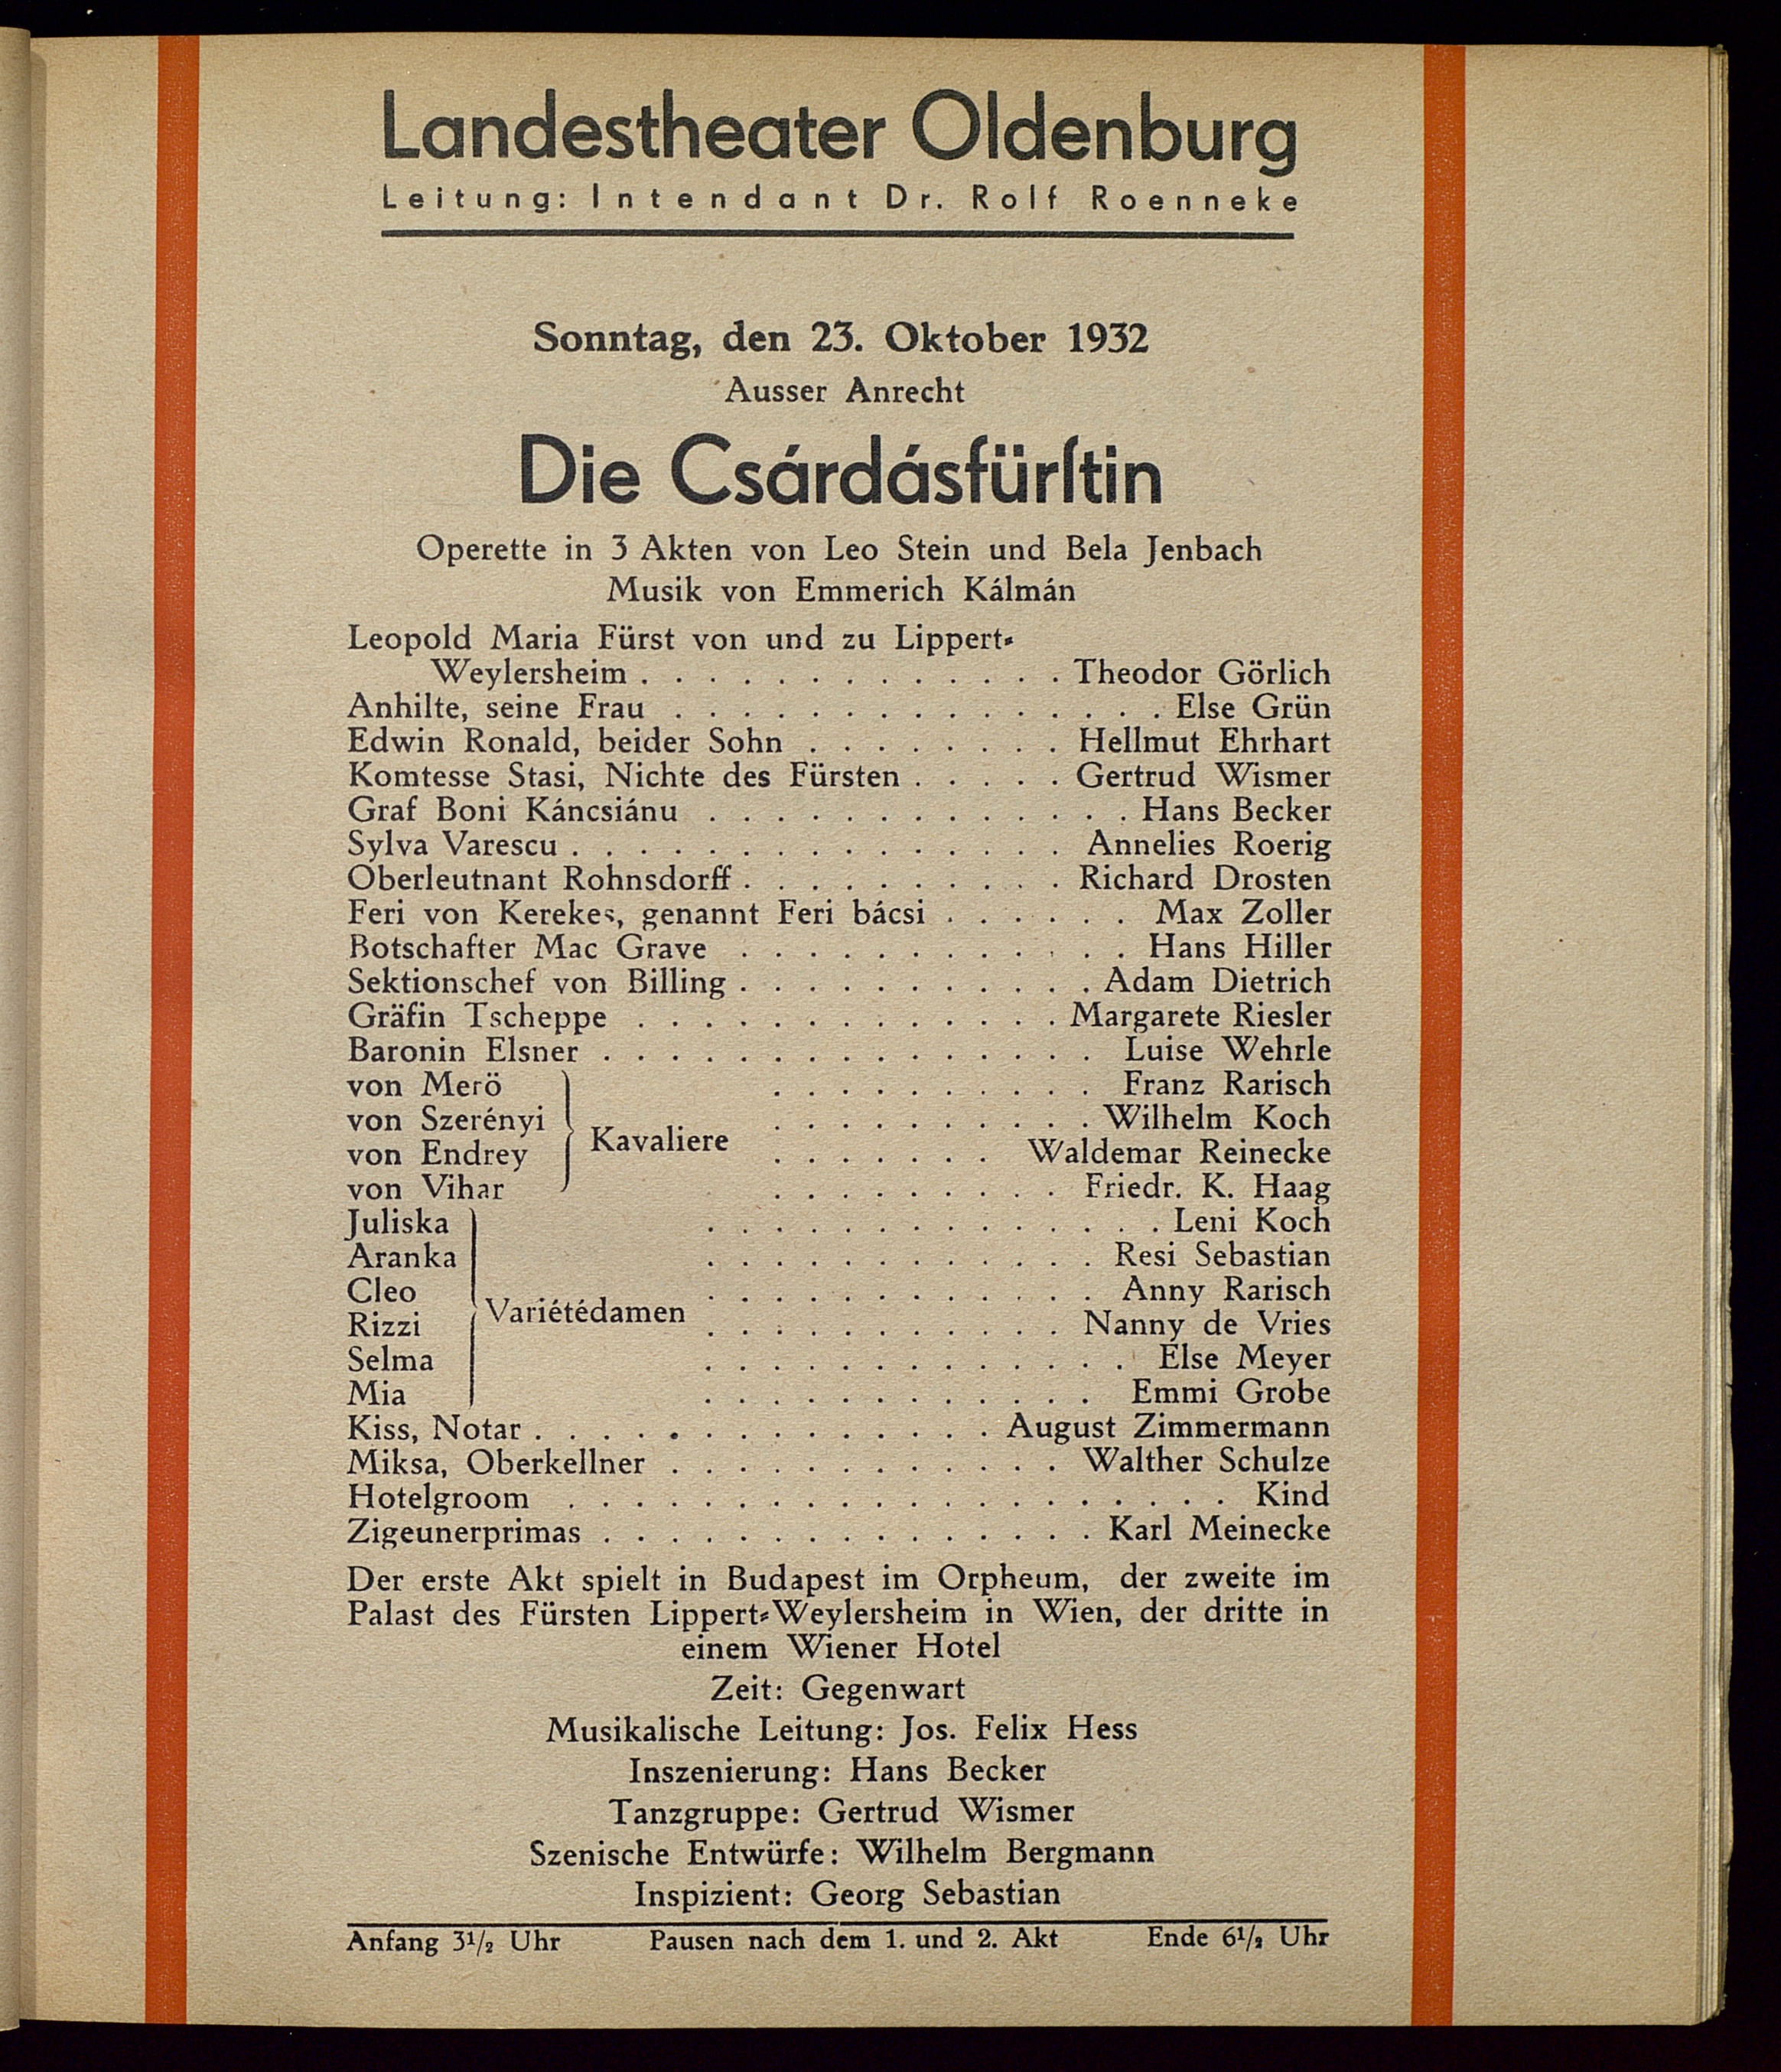 Landestheater Oldenburg
Leitung: Intendant Dr. Rolf Roenneke
Sonntag, den 23. Oktober 1932
Ausser Anrecht
Die Csárdásfürſtin
Operette in 3 Akten von Leo Stein und Bela Jenbach
Musik von Emmerich Kálmán
Leopold Maria Fürst von und zu Lippert-
Weylersheim . . . . . . . . . . . . . Theodor Görlich
Anhilte, seine Frau . . . . . . . . . . . . . . . Else Grün
Edwin Ronald, beider Sohn . . . . . . . . Hellmut Ehrhart
Komtesse Stasi, Nichte des Fürsten . . . . . Gertrud Wismer
Graf Boni Káncsiánu . . . . . . . . . . . . . Hans Becker
Sylva Varescu . . . . . . . . . . . . . . . Annelies Roerig
Oberleutnant Rohnsdorff . . . . . . . . . . Richard Drosten
Feri von Kerekes, genannt Feri bácsi . . . . . . Max Zoller
Botschafter Mac Grave . . . . . . . . . . . . Hans Hiller
Sektionschef von Billing . . . . . . . . . . . Adam Dietrich
Gräfin Tscheppe . . . . . . . . . . . . . Margarete Riesler
Baronin Elsner . . . . . . . . . . . . . . . Luise Wehrle
von Merö . . . . . . . . . . Franz Rarisch
von Szerényi . . . . . . . . . . Wilhelm Koch
Kavaliere
von Endrey . . . . . . . Waldemar Reinecke
von Vihar . . . . . . . . . Friedr. K. Haag
Juliska . . . . . . . . . . . . . . Leni Koch
Aranka . . . . . . . . . . . . Resi Sebastian
Cleo . . . . . . . . . . . . Anny Rarisch
Variétédamen
Rizzi . . . . . . . . . . . Nanny de Vries
Selma . . . . . . . . . . . . . Else Meyer
Mia . . . . . . . . . . . . Emmi Grobe
Kiss, Notar . . . . . . . . . . . . . . August Zimmermann
Miksa, Oberkellner . . . . . . . . . . . . Walther Schulze
Hotelgroom . . . . . . . . . . . . . . . . . . . . Kind
Zigeunerprimas . . . . . . . . . . . . . . . Karl Meinecke
Der erste Akt spielt in Budapest im Orpheum, der zweite im
Palast des Fürsten Lippert-Weylersheim in Wien, der dritte in
einem Wiener Hotel
Zeit: Gegenwart
Musikalische Leitung: Jos. Felix Hess
Inszenierung: Hans Becker
Tanzgruppe: Gertrud Wismer
Szenische Entwürfe: Wilhelm Bergmann
Inspizient: Georg Sebastian
Anfang 3½ Uhr Pausen nach dem 1. und 2. Akt Ende 6½ Uhr